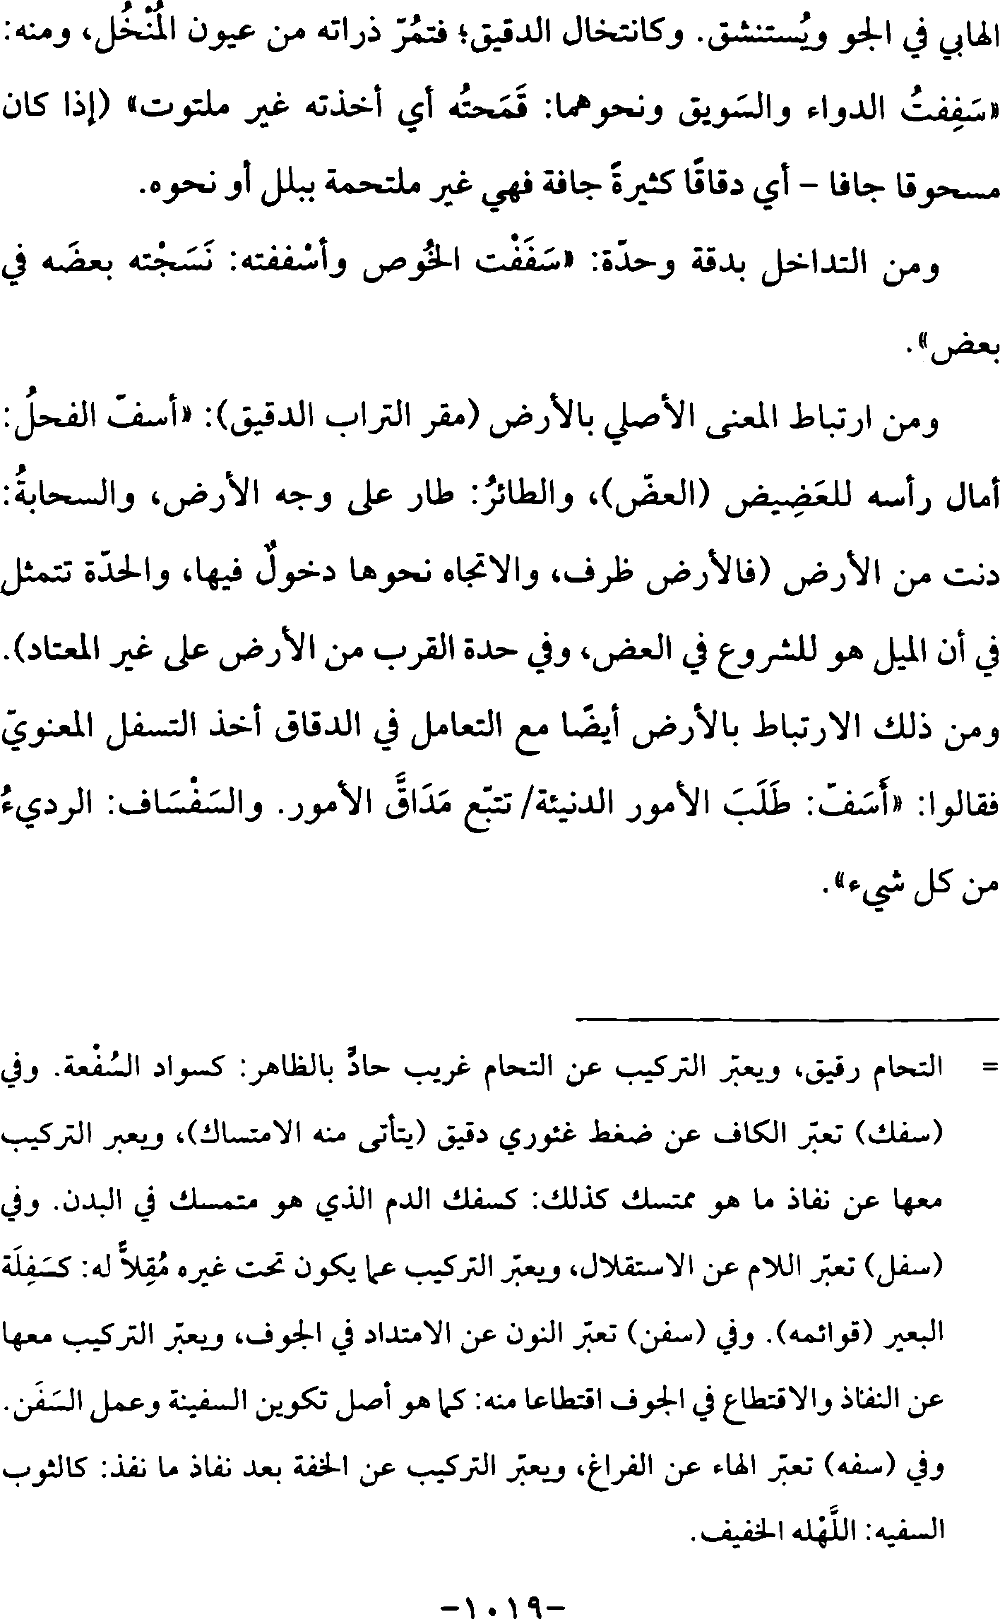 الهابي في الجو ويُستنشق. وكانتخال الدقيق؛ فتمُرّ ذراته من عيون المُنْخُل، ومنه:
«سَفِفتُ الدواء والسَويق ونحوهما: قَمَحتُه أي أخذته غير ملتوت» (إذا كان
مسحوقا جافا – أي دقاقًا كثيرةً جافة فهي غير ملتحمة ببلل أو نحوه.
ومن التداخل بدقة وحدّة: «سَفَفْت الخُوص وأسْففته: نَسَجْته بعضَه في
بعض».
ومن ارتباط المعنى الأصلي بالأرض (مقر التراب الدقيق): «أسفّ الفحلُ:
أمال رأسه للعَضِيض (العضّ)، والطائرُ: طار على وجه الأرض، والسحابةُ:
دنت من الأرض (فالأرض ظرف، والاتجاه نحوها دخولٌ فيها، والحدّة تتمثل
في أن الميل هو للشروع في العض، وفي حدة القرب من الأرض على غير المعتاد).
ومن ذلك الارتباط بالأرض أيضًا مع التعامل في الدقاق أخذ التسفل المعنويّ
فقالوا: «أَسَفّ: طَلَبَ الأمور الدنيئة/ تتبّع مَدَاقَّ الأمور. والسَفْسَاف: الرديءُ
من كل شيء».
= التحام رقيق، ويعبّر التركيب عن التحام غريب حادٍّ بالظاهر: كسواد السُفْعة. وفي
(سفك) تعبّر الكاف عن ضغط غئوري دقيق (يتأتى منه الامتساك)، ويعبر التركيب
معها عن نفاذ ما هو ممتسك كذلك: كسفك الدم الذي هو متمسك في البدن. وفي
(سفل) تعبّر اللام عن الاستقلال، ويعبّر التركيب عما يكون تحت غيره مُقِلاًّ له: كسَفِلَة
البعير (قوائمه). وفي (سفن) تعبّر النون عن الامتداد في الجوف، ويعبّر التركيب معها
عن النفاذ والاقتطاع في الجوف اقتطاعا منه: كما هو أصل تكوين السفينة وعمل السَفَن.
وفي (سفه) تعبّر الهاء عن الفراغ، ويعبّر التركيب عن الخفة بعد نفاذ ما نفذ: كالثوب
السفيه: اللَّهْله الخفيف.
-١٠١٩-